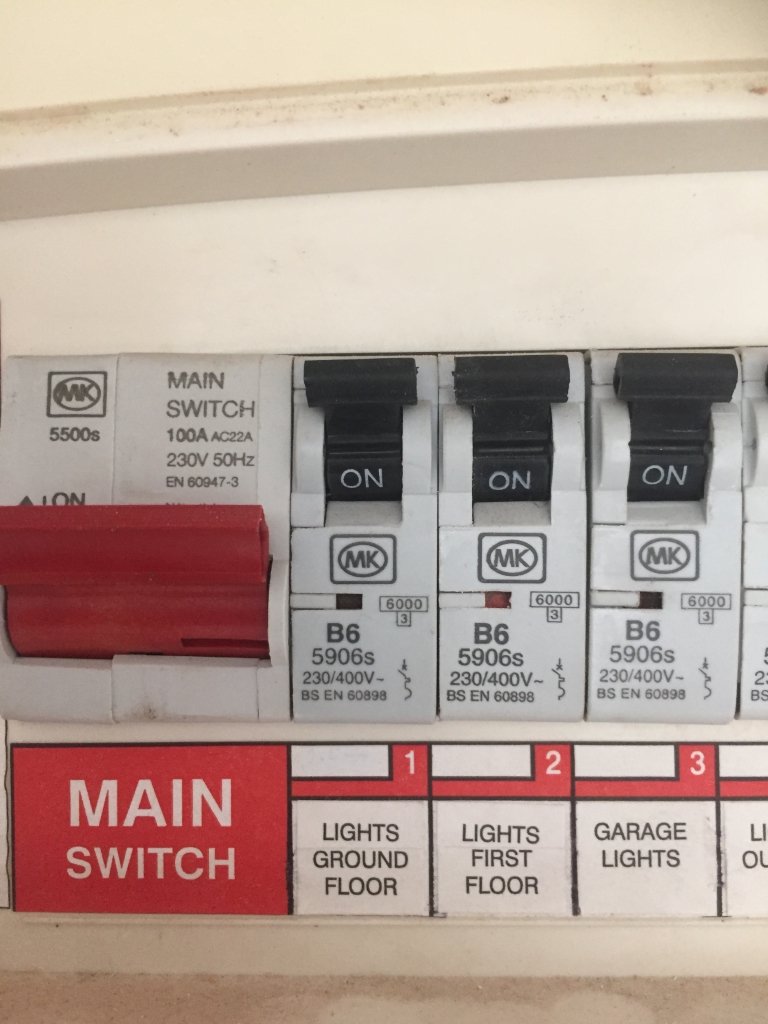 MK
5500s
ON
MAIN
SWITCH
100A AC22A
230V 50Hz
EN 60947-3
ON
MK
6000
3
B6
5906s
230/400V~
BS EN 60898
ON
MK
6000
3
B6
5906s
230/400V~
BS EN 60898
ON
MK
6000
3
B6
5906s
230/400V~
BS EN 60898
MAIN
SWITCH
1
LIGHTS
GROUND
FLOOR
2
LIGHTS
FIRST
FLOOR
3
GARAGE
LIGHTS